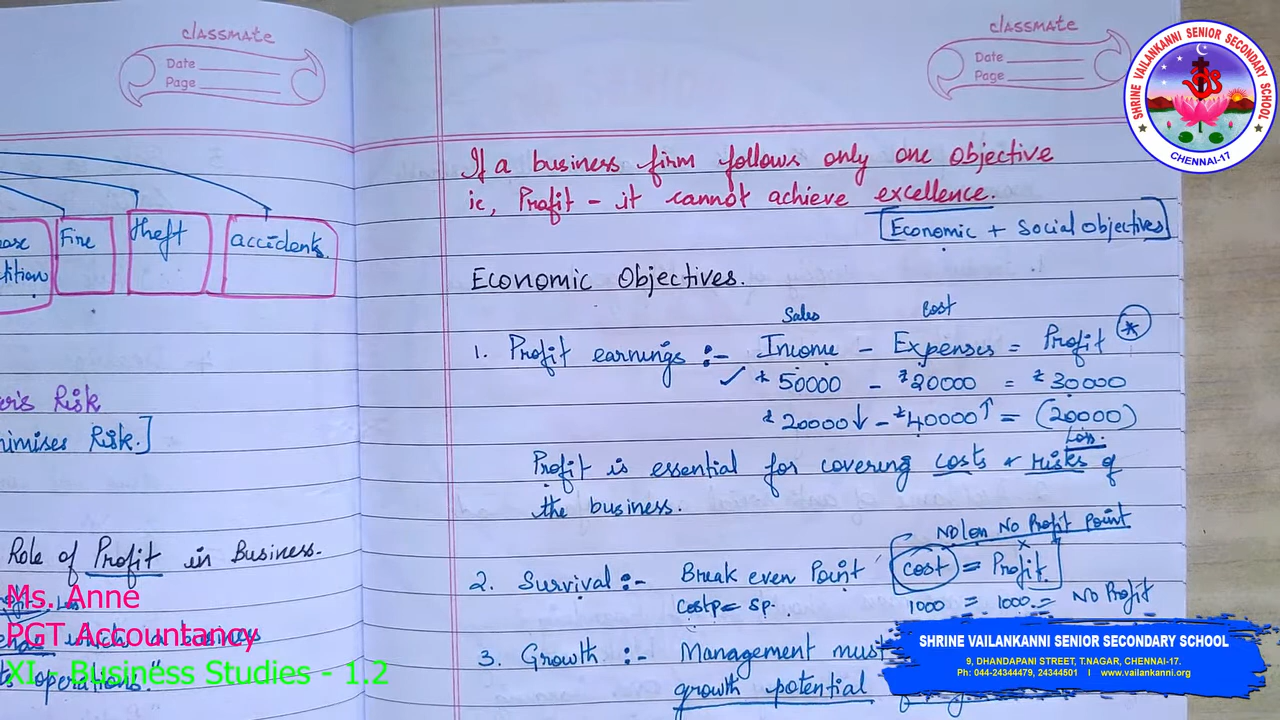 classmate
Date
Page
Fire
Theft
accidents.
Risk
Risk.]
Role of Profit in Business.
which a business
operations."
classmate
Date
Page
If a business firm follows only one objective
ie, Profit - it cannot achieve excellence.
[Economic + Social objectives]
Economic Objectives.
Sales Cost
1. Profit earnings :- Income - Expenses = Profit *
✓ ₹50000 - ₹20000 = ₹30000
₹20000↓ - ₹40000↑ = (20000)
Loss.
Profit is essential for covering costs & risks of
the business.
No Loss No Profit Point
2. Survival :- Break even Point [cost = Profit.]
Costp = Sp. 1000 = 1000 = No Profit
3. Growth :- Management must
growth potential
Ms. Anne
PGT Achountancy
XI - Business Studies - 1.2
SHRINE VAILANKANNI SENIOR SECONDARY SCHOOL
CHENNAI-17
SHRINE VAILANKANNI SENIOR SECONDARY SCHOOL
9, DHANDAPANI STREET, T.NAGAR, CHENNAI-17.
Ph: 044-24344479, 24344501 I www.vailankanni.org